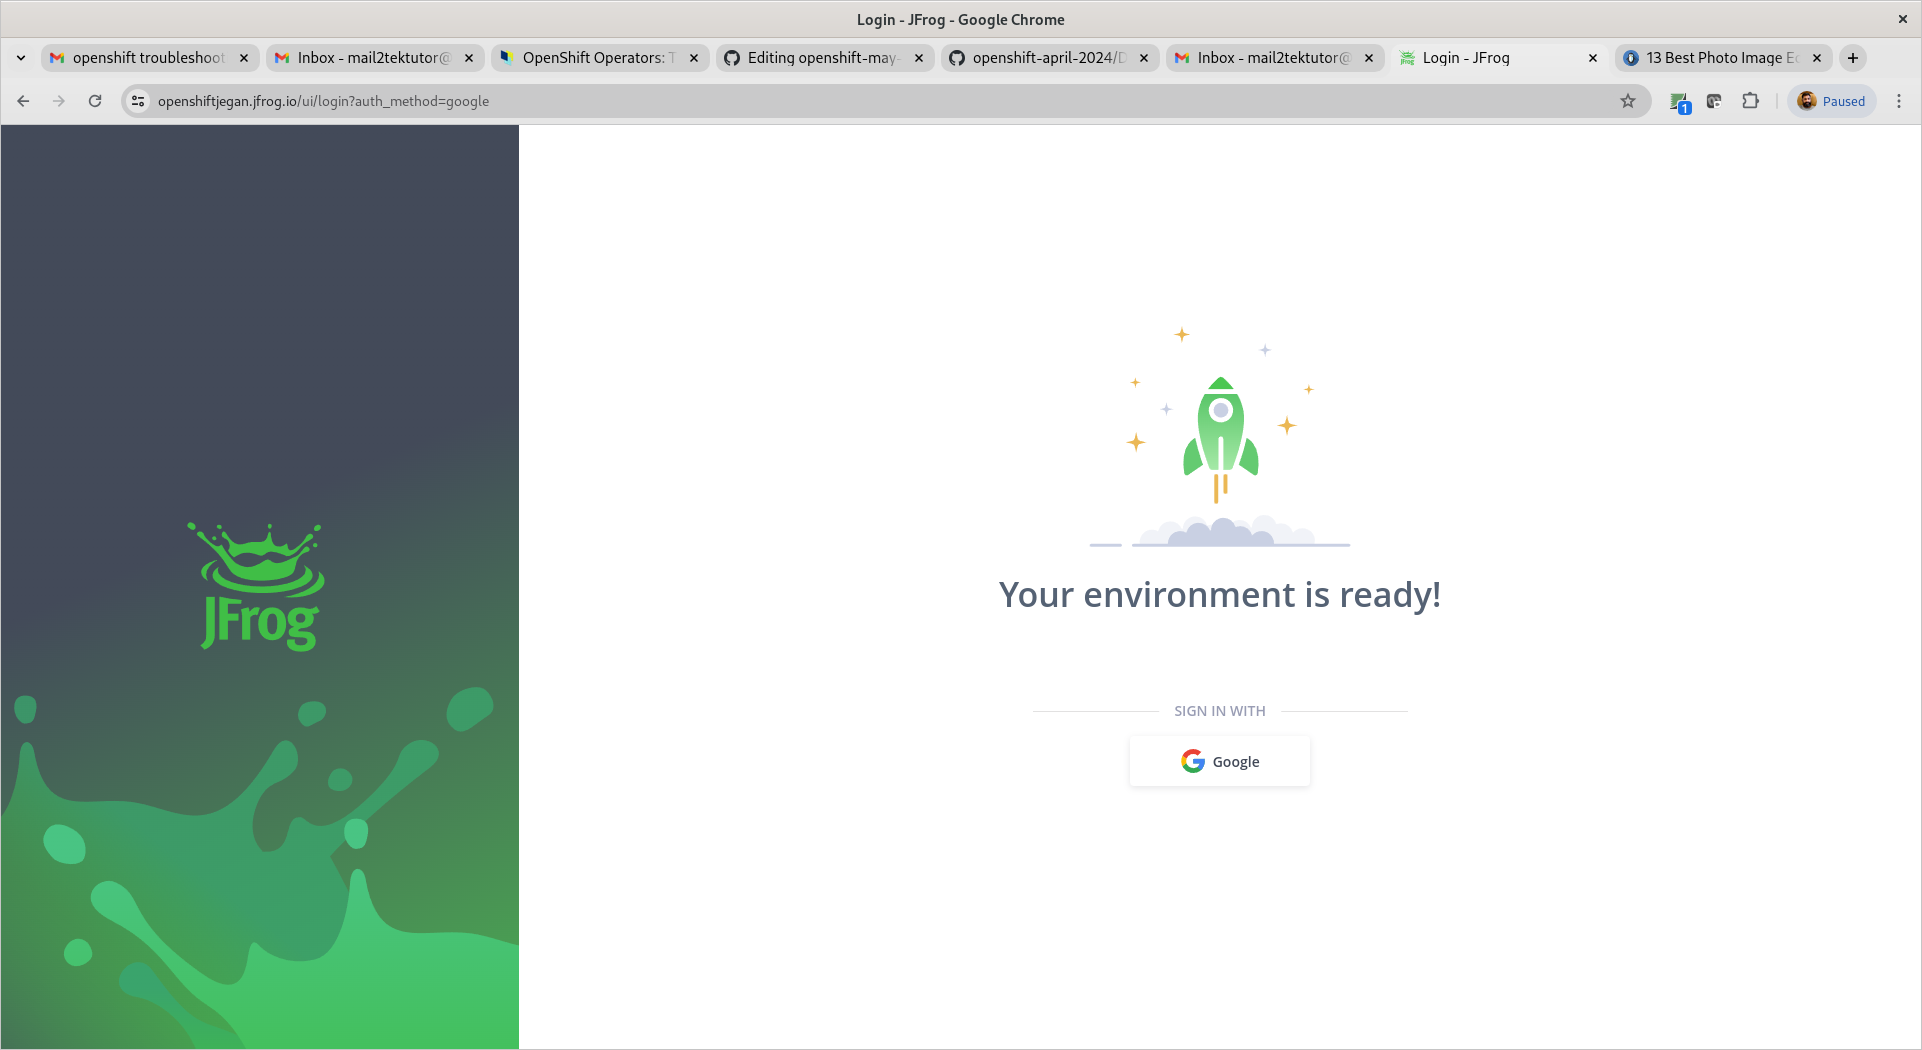 Login - JFrog - Google Chrome
openshift troubleshoot
Inbox - mail2tektutor@
OpenShift Operators: T
Editing openshift-may-
openshift-april-2024/D
Inbox - mail2tektutor@
Login - JFrog
13 Best Photo Image Ed
openshiftjegan.jfrog.io/ui/login?auth_method=google
1
Paused
JFrog
Your environment is ready!
SIGN IN WITH
Google